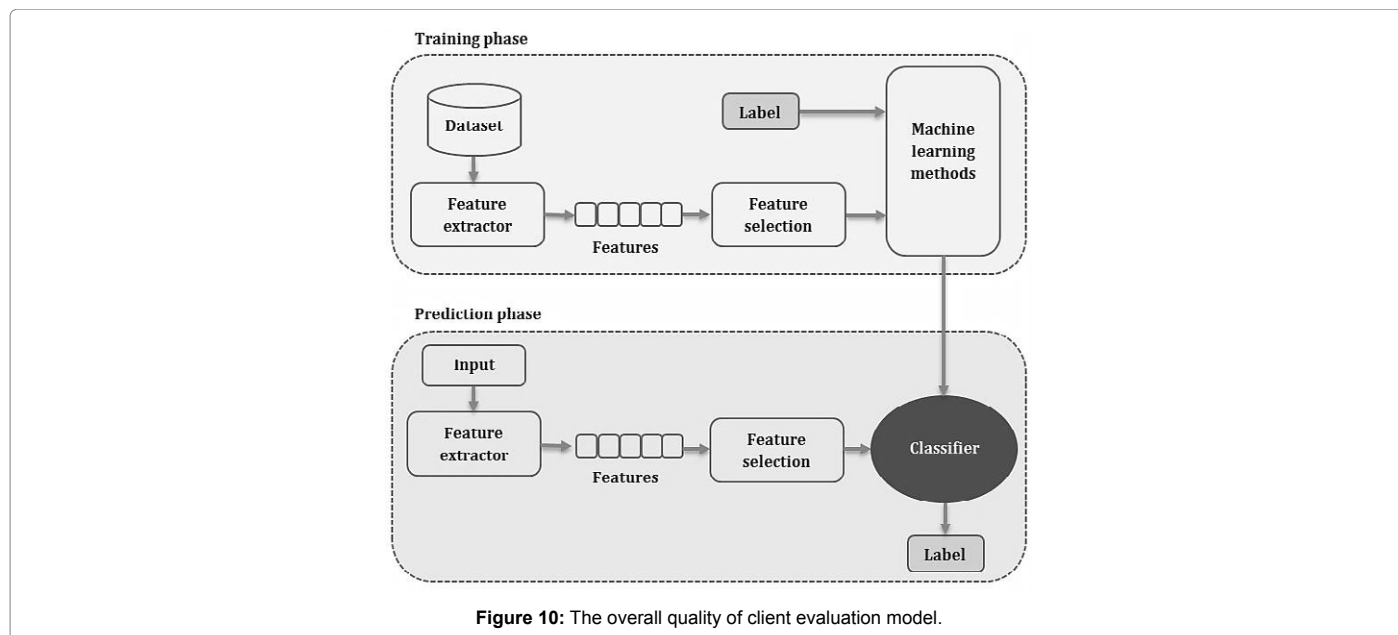 Training phase
Dataset
Label
Machine
learning
methods
Feature
extractor
Features
Feature
selection
Prediction phase
Input
Feature
extractor
Features
Feature
selection
Classifier
Label
Figure 10: The overall quality of client evaluation model.